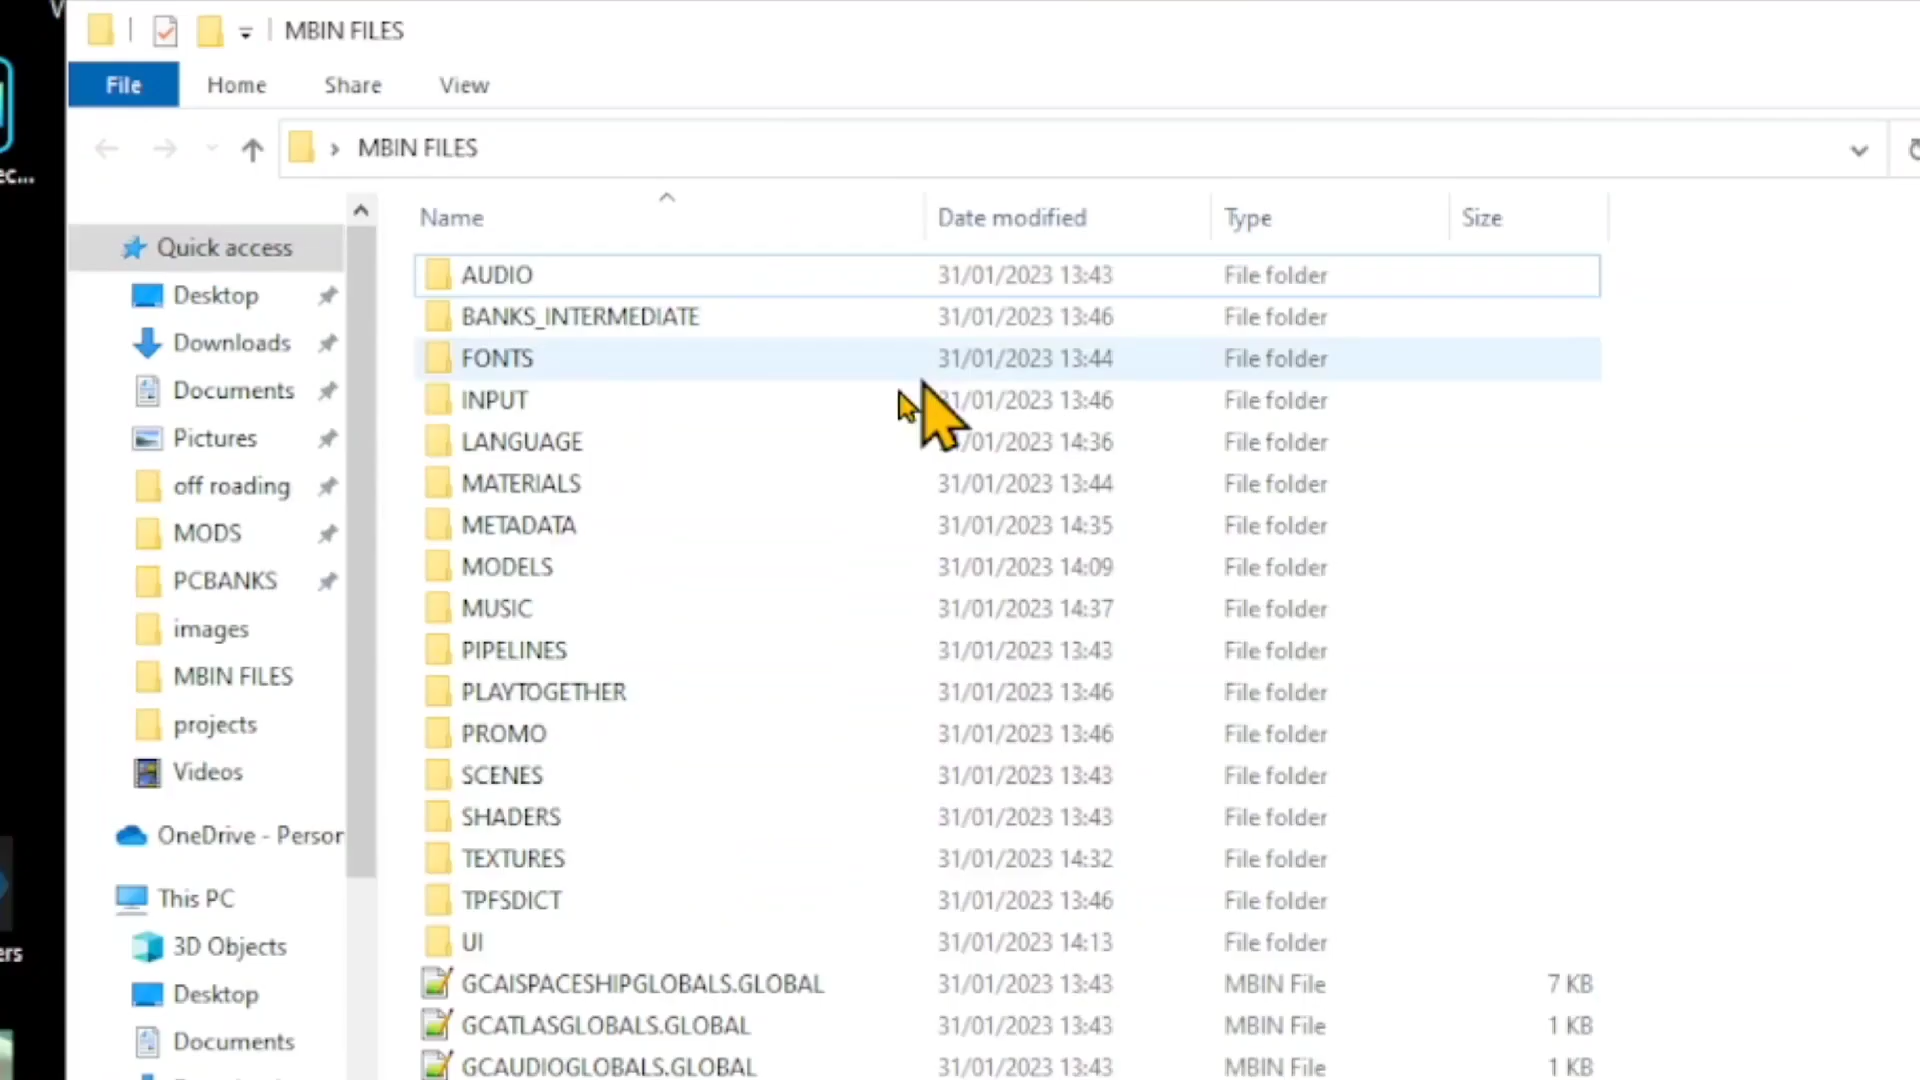 MBIN FILES
File Home Share View
MBIN FILES
Name Date modified Type Size
Quick access
Desktop
Downloads
Documents
Pictures
off roading
MODS
PCBANKS
images
MBIN FILES
projects
Videos
OneDrive - Person
This PC
3D Objects
Desktop
Documents
AUDIO 31/01/2023 13:43 File folder
BANKS_INTERMEDIATE 31/01/2023 13:46 File folder
FONTS 31/01/2023 13:44 File folder
INPUT 31/01/2023 13:46 File folder
LANGUAGE 31/01/2023 14:36 File folder
MATERIALS 31/01/2023 13:44 File folder
METADATA 31/01/2023 14:35 File folder
MODELS 31/01/2023 14:09 File folder
MUSIC 31/01/2023 14:37 File folder
PIPELINES 31/01/2023 13:43 File folder
PLAYTOGETHER 31/01/2023 13:46 File folder
PROMO 31/01/2023 13:46 File folder
SCENES 31/01/2023 13:43 File folder
SHADERS 31/01/2023 13:43 File folder
TEXTURES 31/01/2023 14:32 File folder
TPFSDICT 31/01/2023 13:46 File folder
UI 31/01/2023 14:13 File folder
GCAISPACESHIPGLOBALS.GLOBAL 31/01/2023 13:43 MBIN File 7 KB
GCATLASGLOBALS.GLOBAL 31/01/2023 13:43 MBIN File 1 KB
GCAUDIOGLOBALS.GLOBAL 31/01/2023 13:43 MBIN File 1 KB
ec...
ers